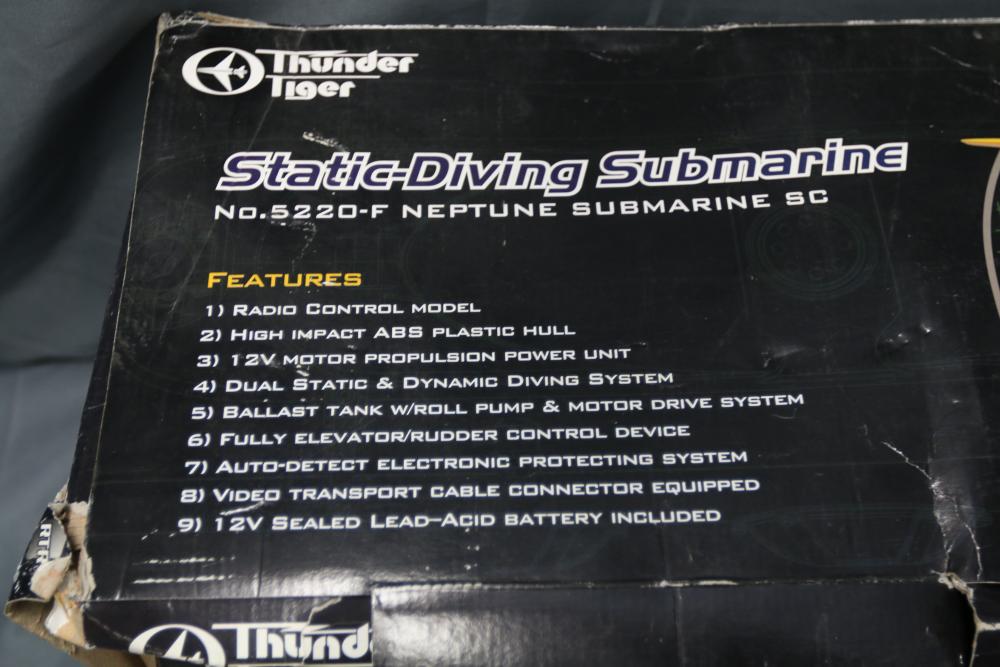 Thunder
Tiger
Static-Diving Submarine
No.5220-F NEPTUNE SUBMARINE SC
FEATURES
1) RADIO CONTROL MODEL
2) HIGH IMPACT ABS PLASTIC HULL
3) 12V MOTOR PROPULSION POWER UNIT
4) DUAL STATIC & DYNAMIC DIVING SYSTEM
5) BALLAST TANK W/ROLL PUMP & MOTOR DRIVE SYSTEM
6) FULLY ELEVATOR/RUDDER CONTROL DEVICE
7) AUTO-DETECT ELECTRONIC PROTECTING SYSTEM
8) VIDEO TRANSPORT CABLE CONNECTOR EQUIPPED
9) 12V SEALED LEAD-ACID BATTERY INCLUDED
RTR
Thund